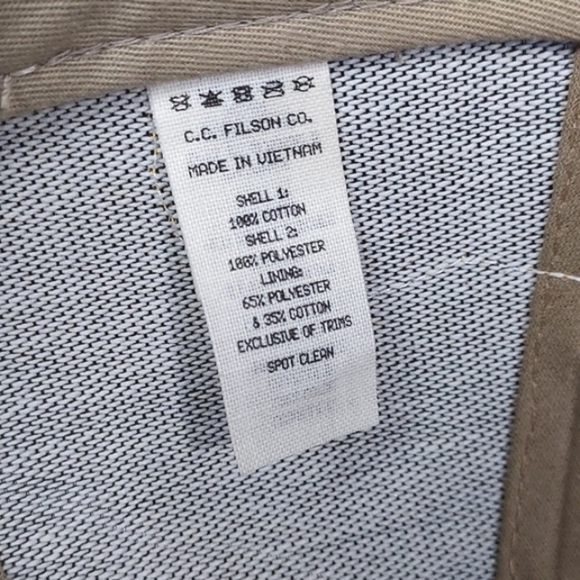 C.C. FILSON CO.
MADE IN VIETNAM
SHELL 1:
100% COTTON
SHELL 2:
100% POLYESTER
LINING:
65% POLYESTER
& 35% COTTON
EXCLUSIVE OF TRIMS
SPOT CLEAN